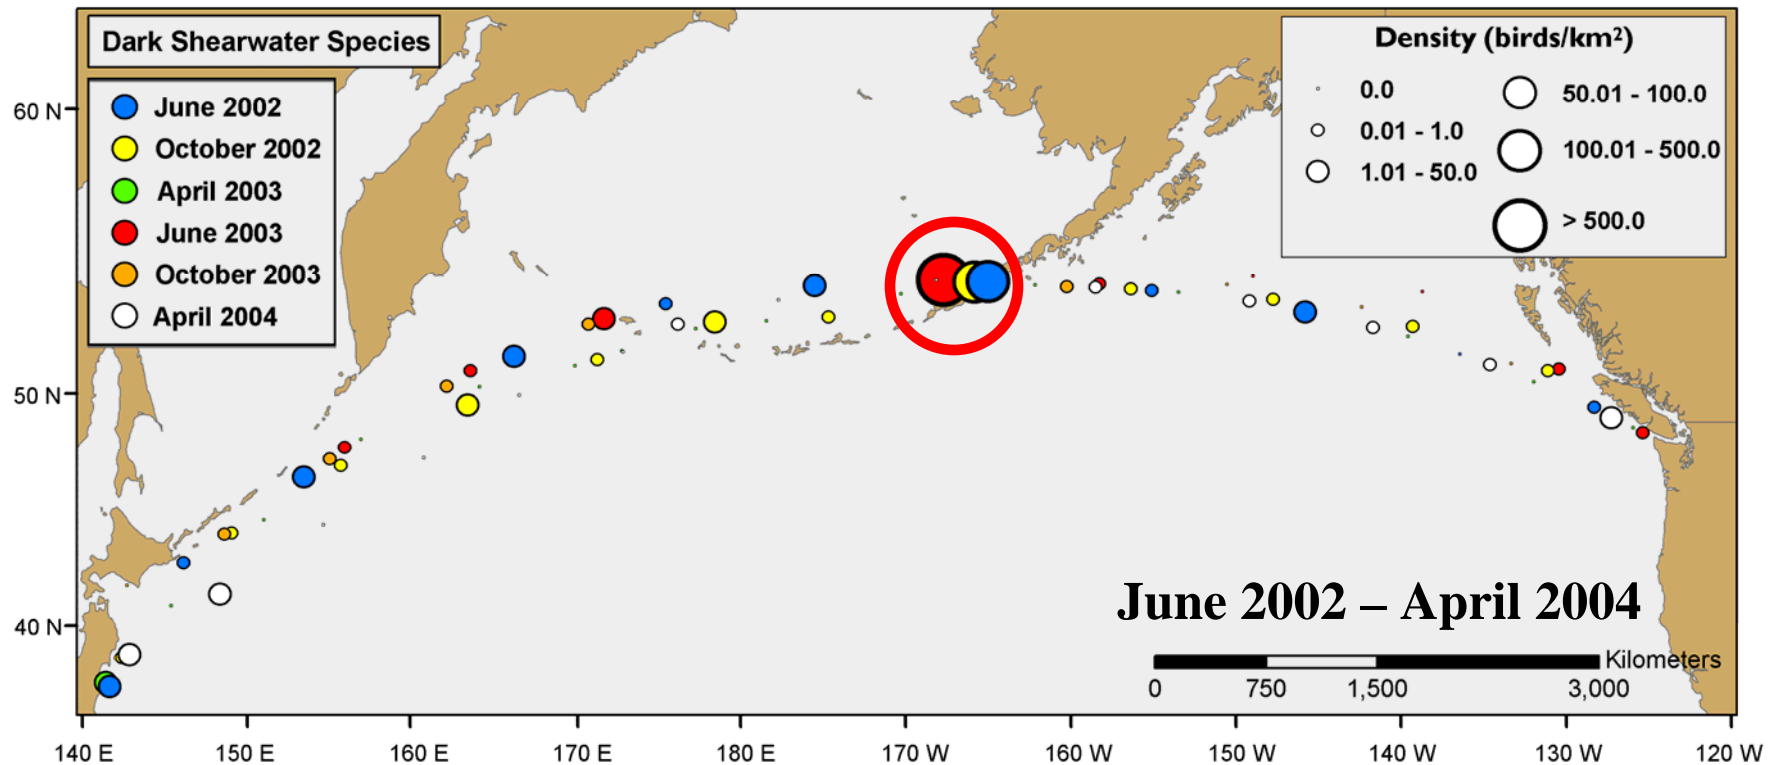 Dark Shearwater Species
June 2002
October 2002
April 2003
June 2003
October 2003
April 2004
Density (birds/km²)
0.0
0.01 - 1.0
1.01 - 50.0
50.01 - 100.0
100.01 - 500.0
> 500.0
60 N
50 N
40 N
June 2002 – April 2004
Kilometers
0 750 1,500 3,000
140 E 150 E 160 E 170 E 180 E 170 W 160 W 150 W 140 W 130 W 120 W